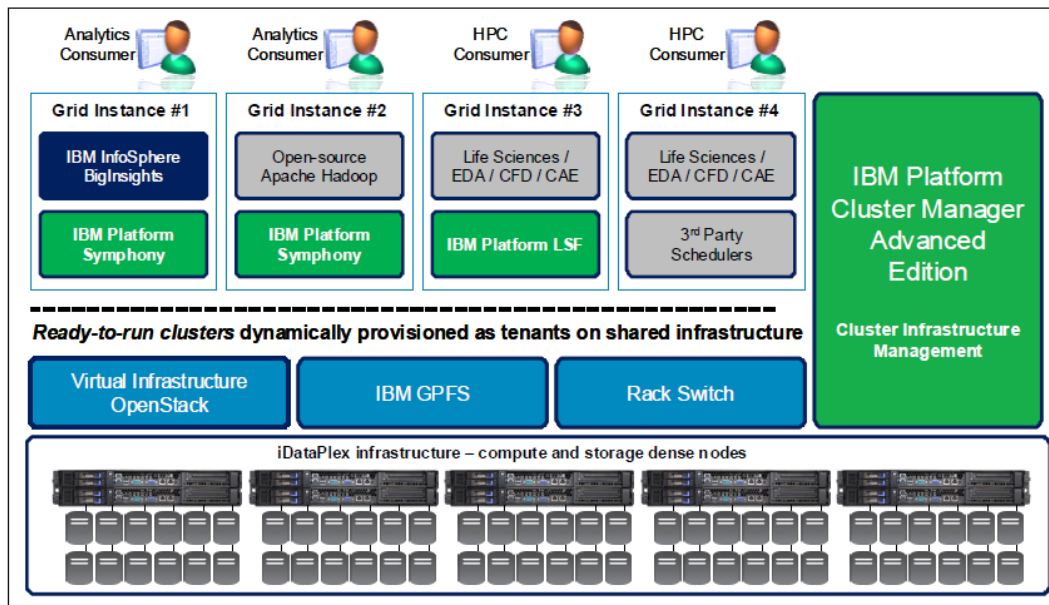 Analytics
Consumer
Analytics
Consumer
HPC
Consumer
HPC
Consumer
Grid Instance #1
Grid Instance #2
Grid Instance #3
Grid Instance #4
IBM InfoSphere
BigInsights
Open-source
Apache Hadoop
Life Sciences /
EDA / CFD / CAE
Life Sciences /
EDA / CFD / CAE
IBM Platform
Symphony
IBM Platform
Symphony
IBM Platform LSF
3rd Party
Schedulers
IBM Platform
Cluster Manager
Advanced
Edition
Cluster Infrastructure
Management
Ready-to-run clusters dynamically provisioned as tenants on shared infrastructure
Virtual Infrastructure
OpenStack
IBM GPFS
Rack Switch
iDataPlex infrastructure – compute and storage dense nodes